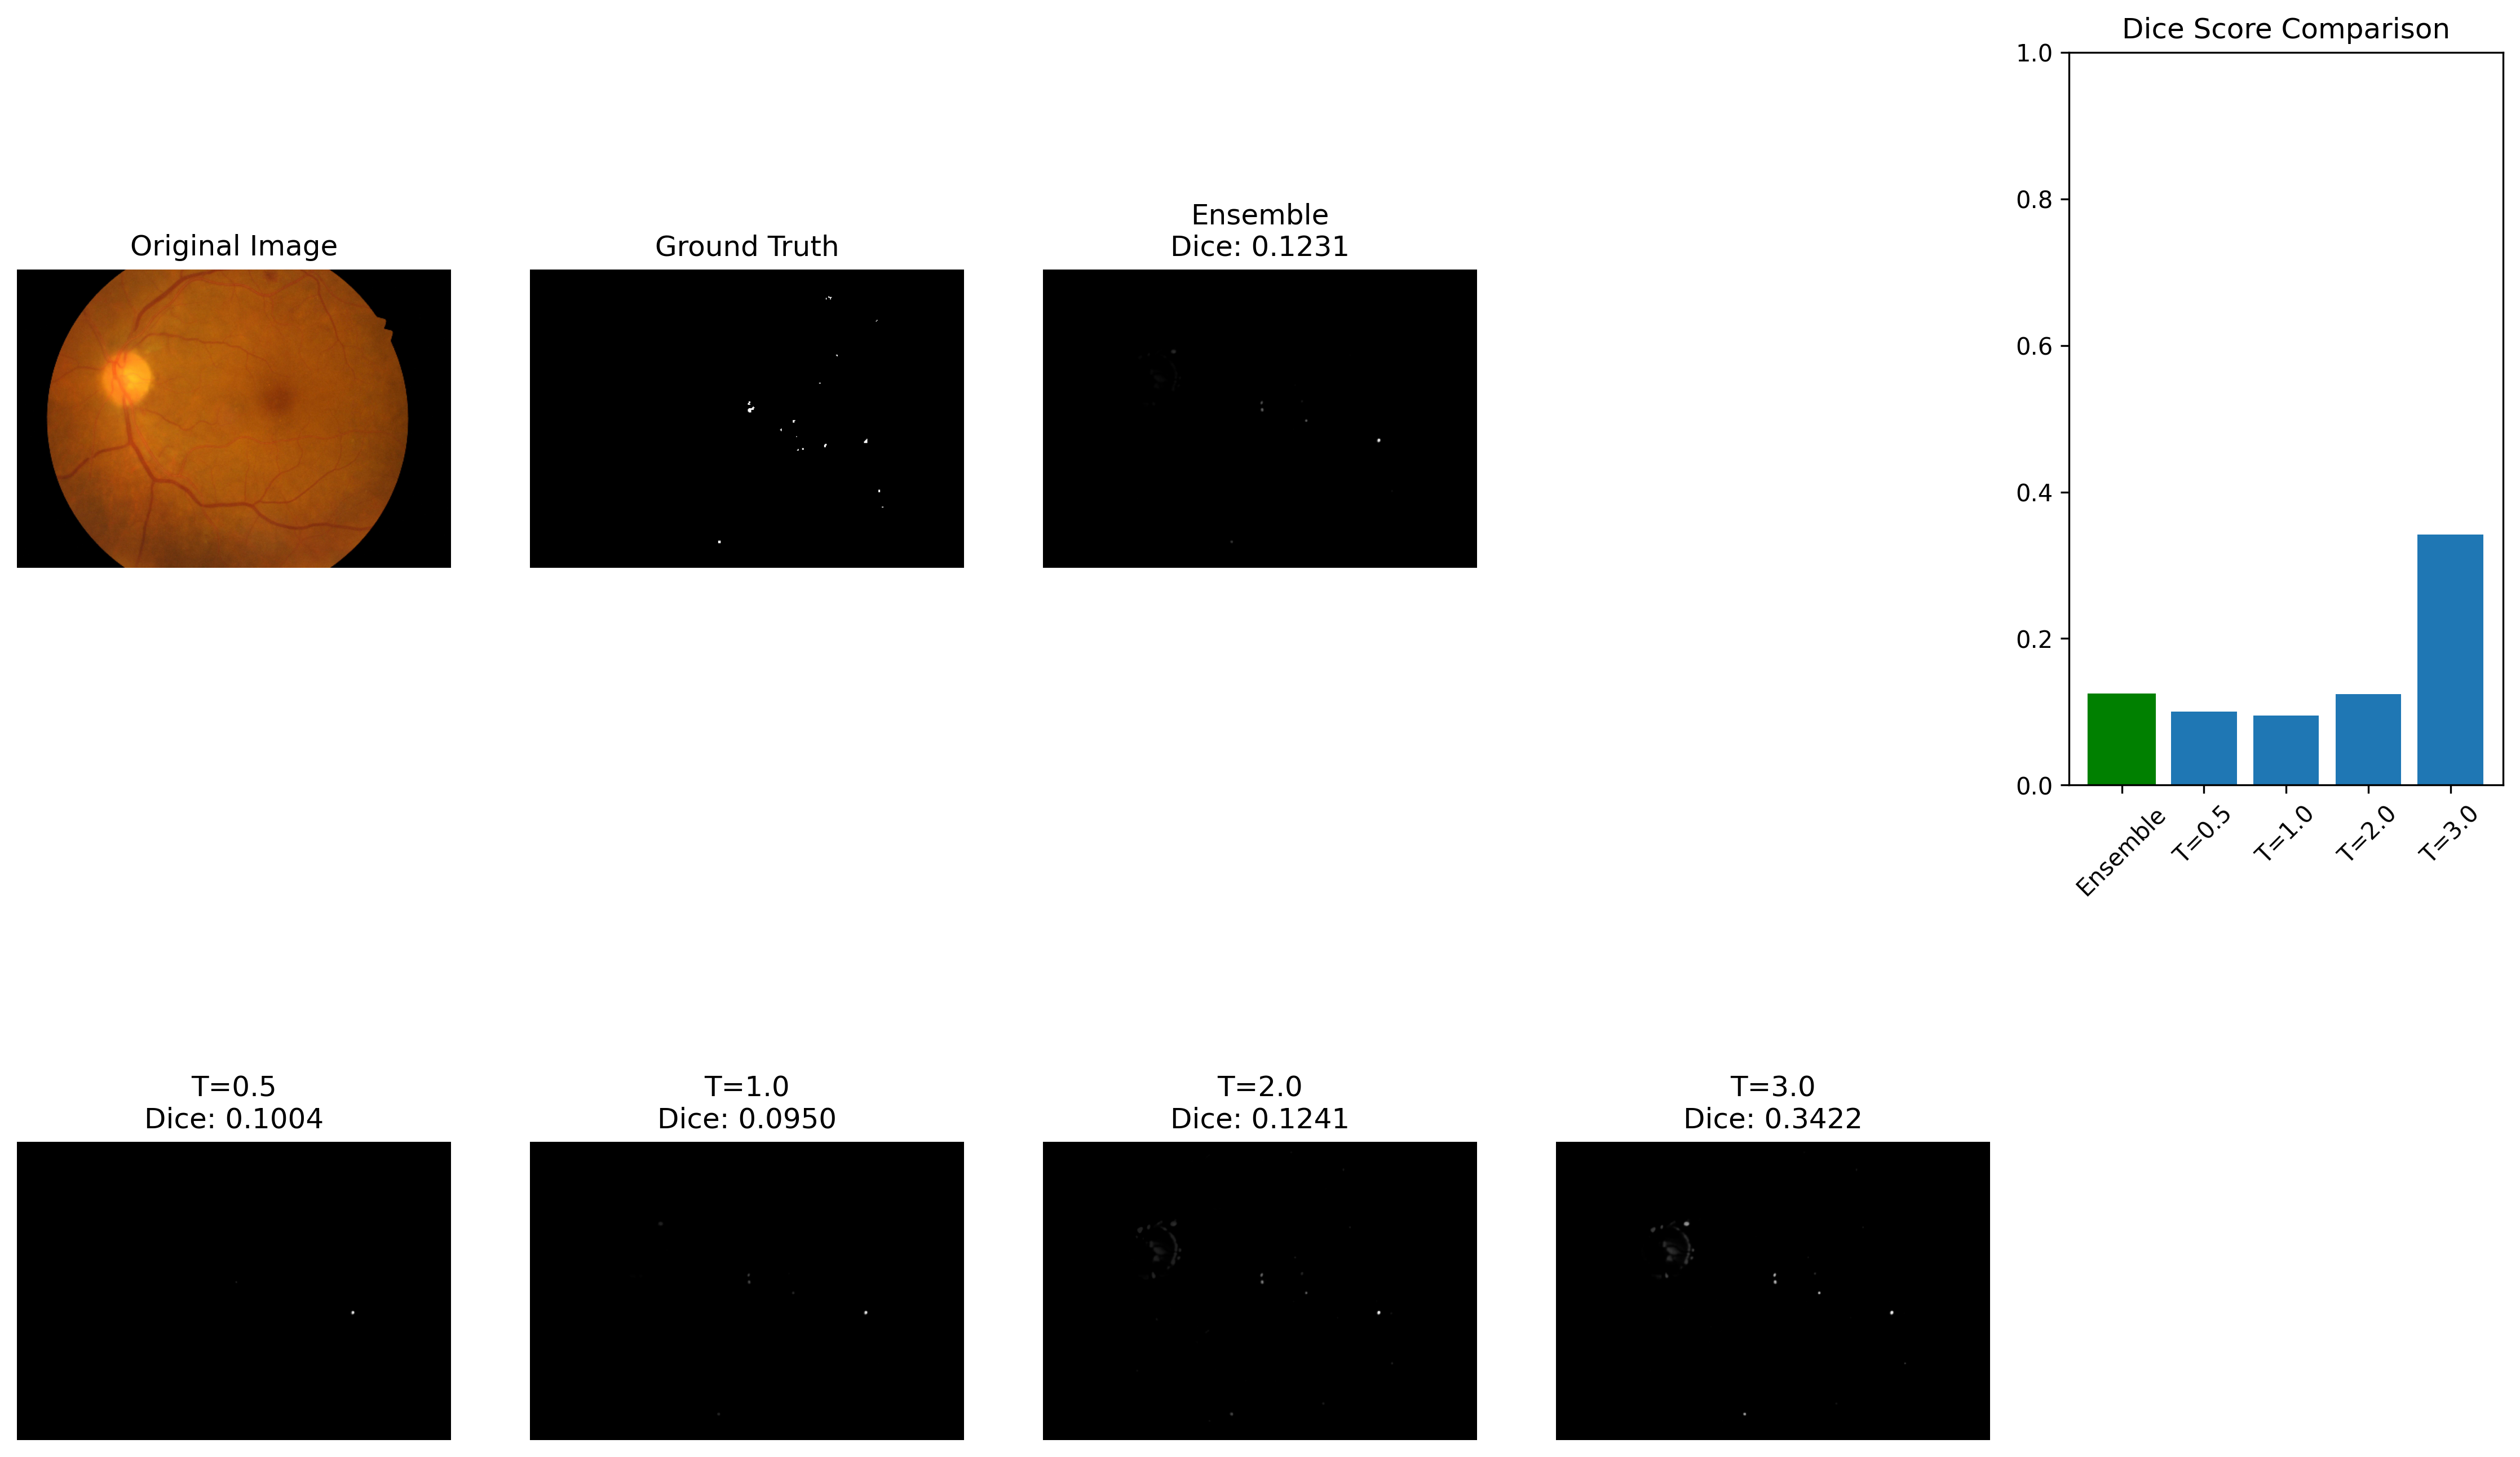 Original Image
Ground Truth
Ensemble
Dice: 0.1231
Dice Score Comparison
1.0
0.8
0.6
0.4
0.2
0.0
Ensemble
T=0.5
T=1.0
T=2.0
T=3.0
T=0.5
Dice: 0.1004
T=1.0
Dice: 0.0950
T=2.0
Dice: 0.1241
T=3.0
Dice: 0.3422